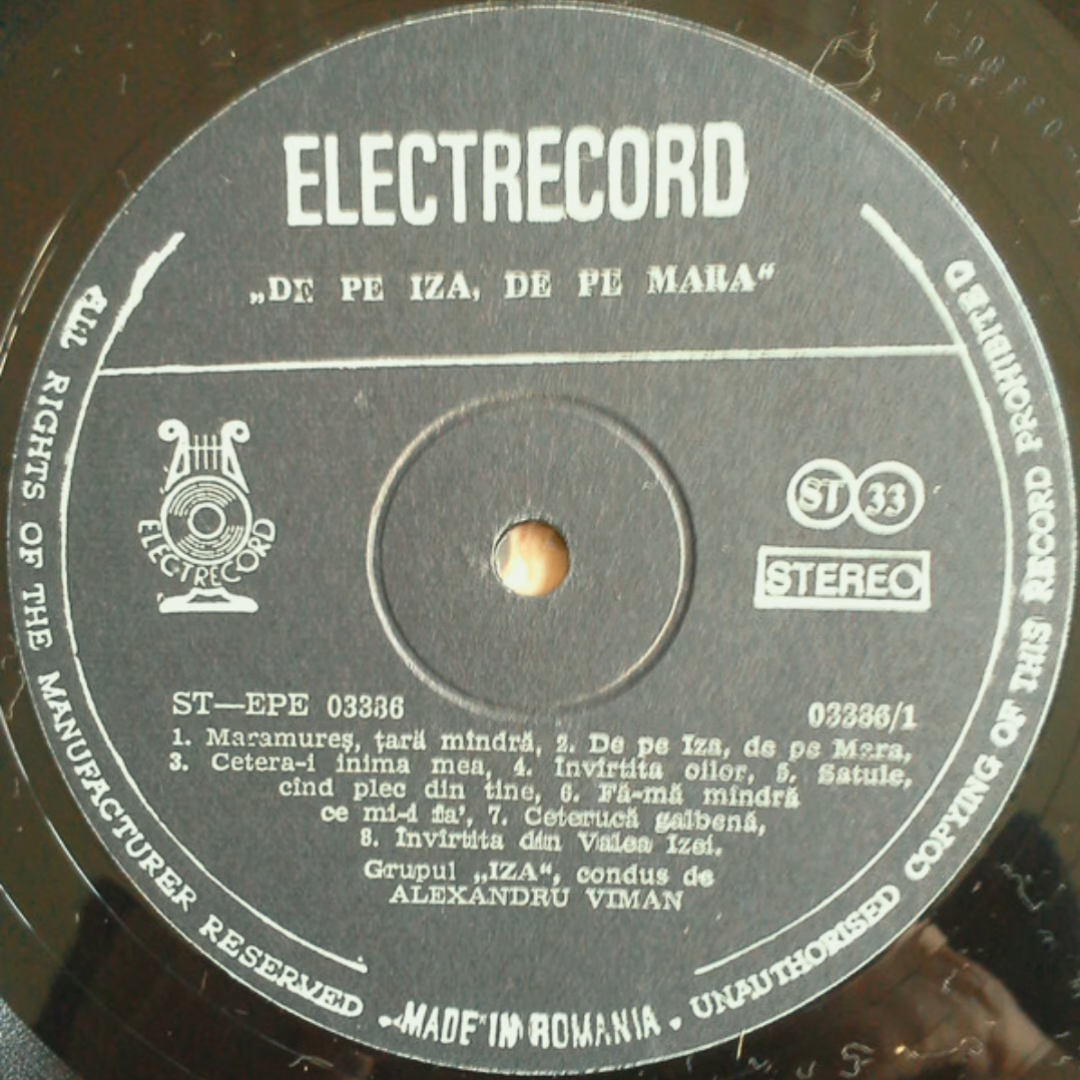 ELECTRECORD
„DE PE IZA, DE PE MARA“
ELECTRECORD
ST 33
STEREO
ST—EPE 03386
03386/1
1. Maramureș, țară mîndră, 2. De pe Iza, de pe Mara,
3. Cetera-i inima mea, 4. Învîrtita oilor, 5. Satule,
cînd plec din tine, 6. Fă-mă mîndră
ce mi-i fa’, 7. Ceterucă galbenă,
8. Învîrtita din Valea Izei.
Grupul „IZA“, condus de
ALEXANDRU VIMAN
ALL RIGHTS OF THE MANUFACTURER RESERVED
MADE IN ROMANIA
UNAUTHORISED COPYING OF THIS RECORD PROHIBITED